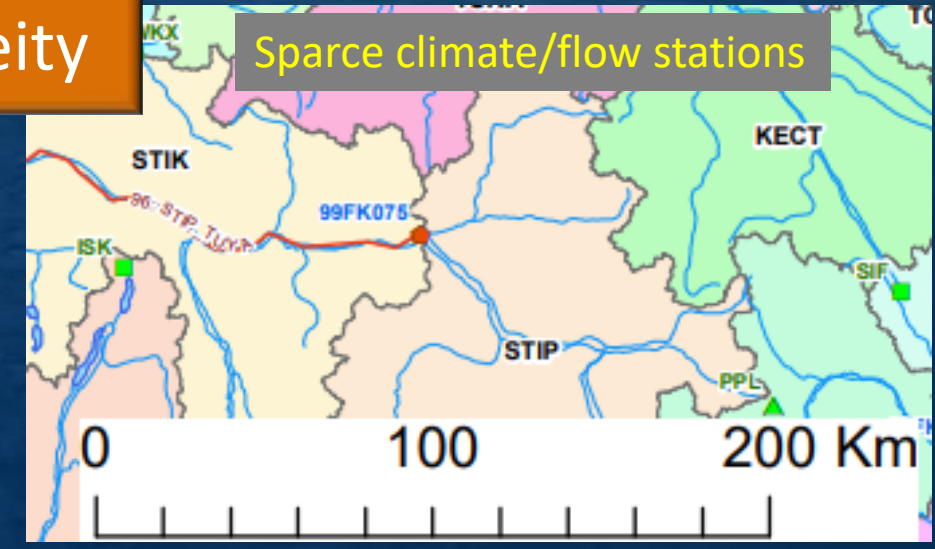 eity
Sparce climate/flow stations
KECT
STIK
99FK075
96: STIP, TUYA
ISK
SIF
STIP
PPL
0 100 200 Km